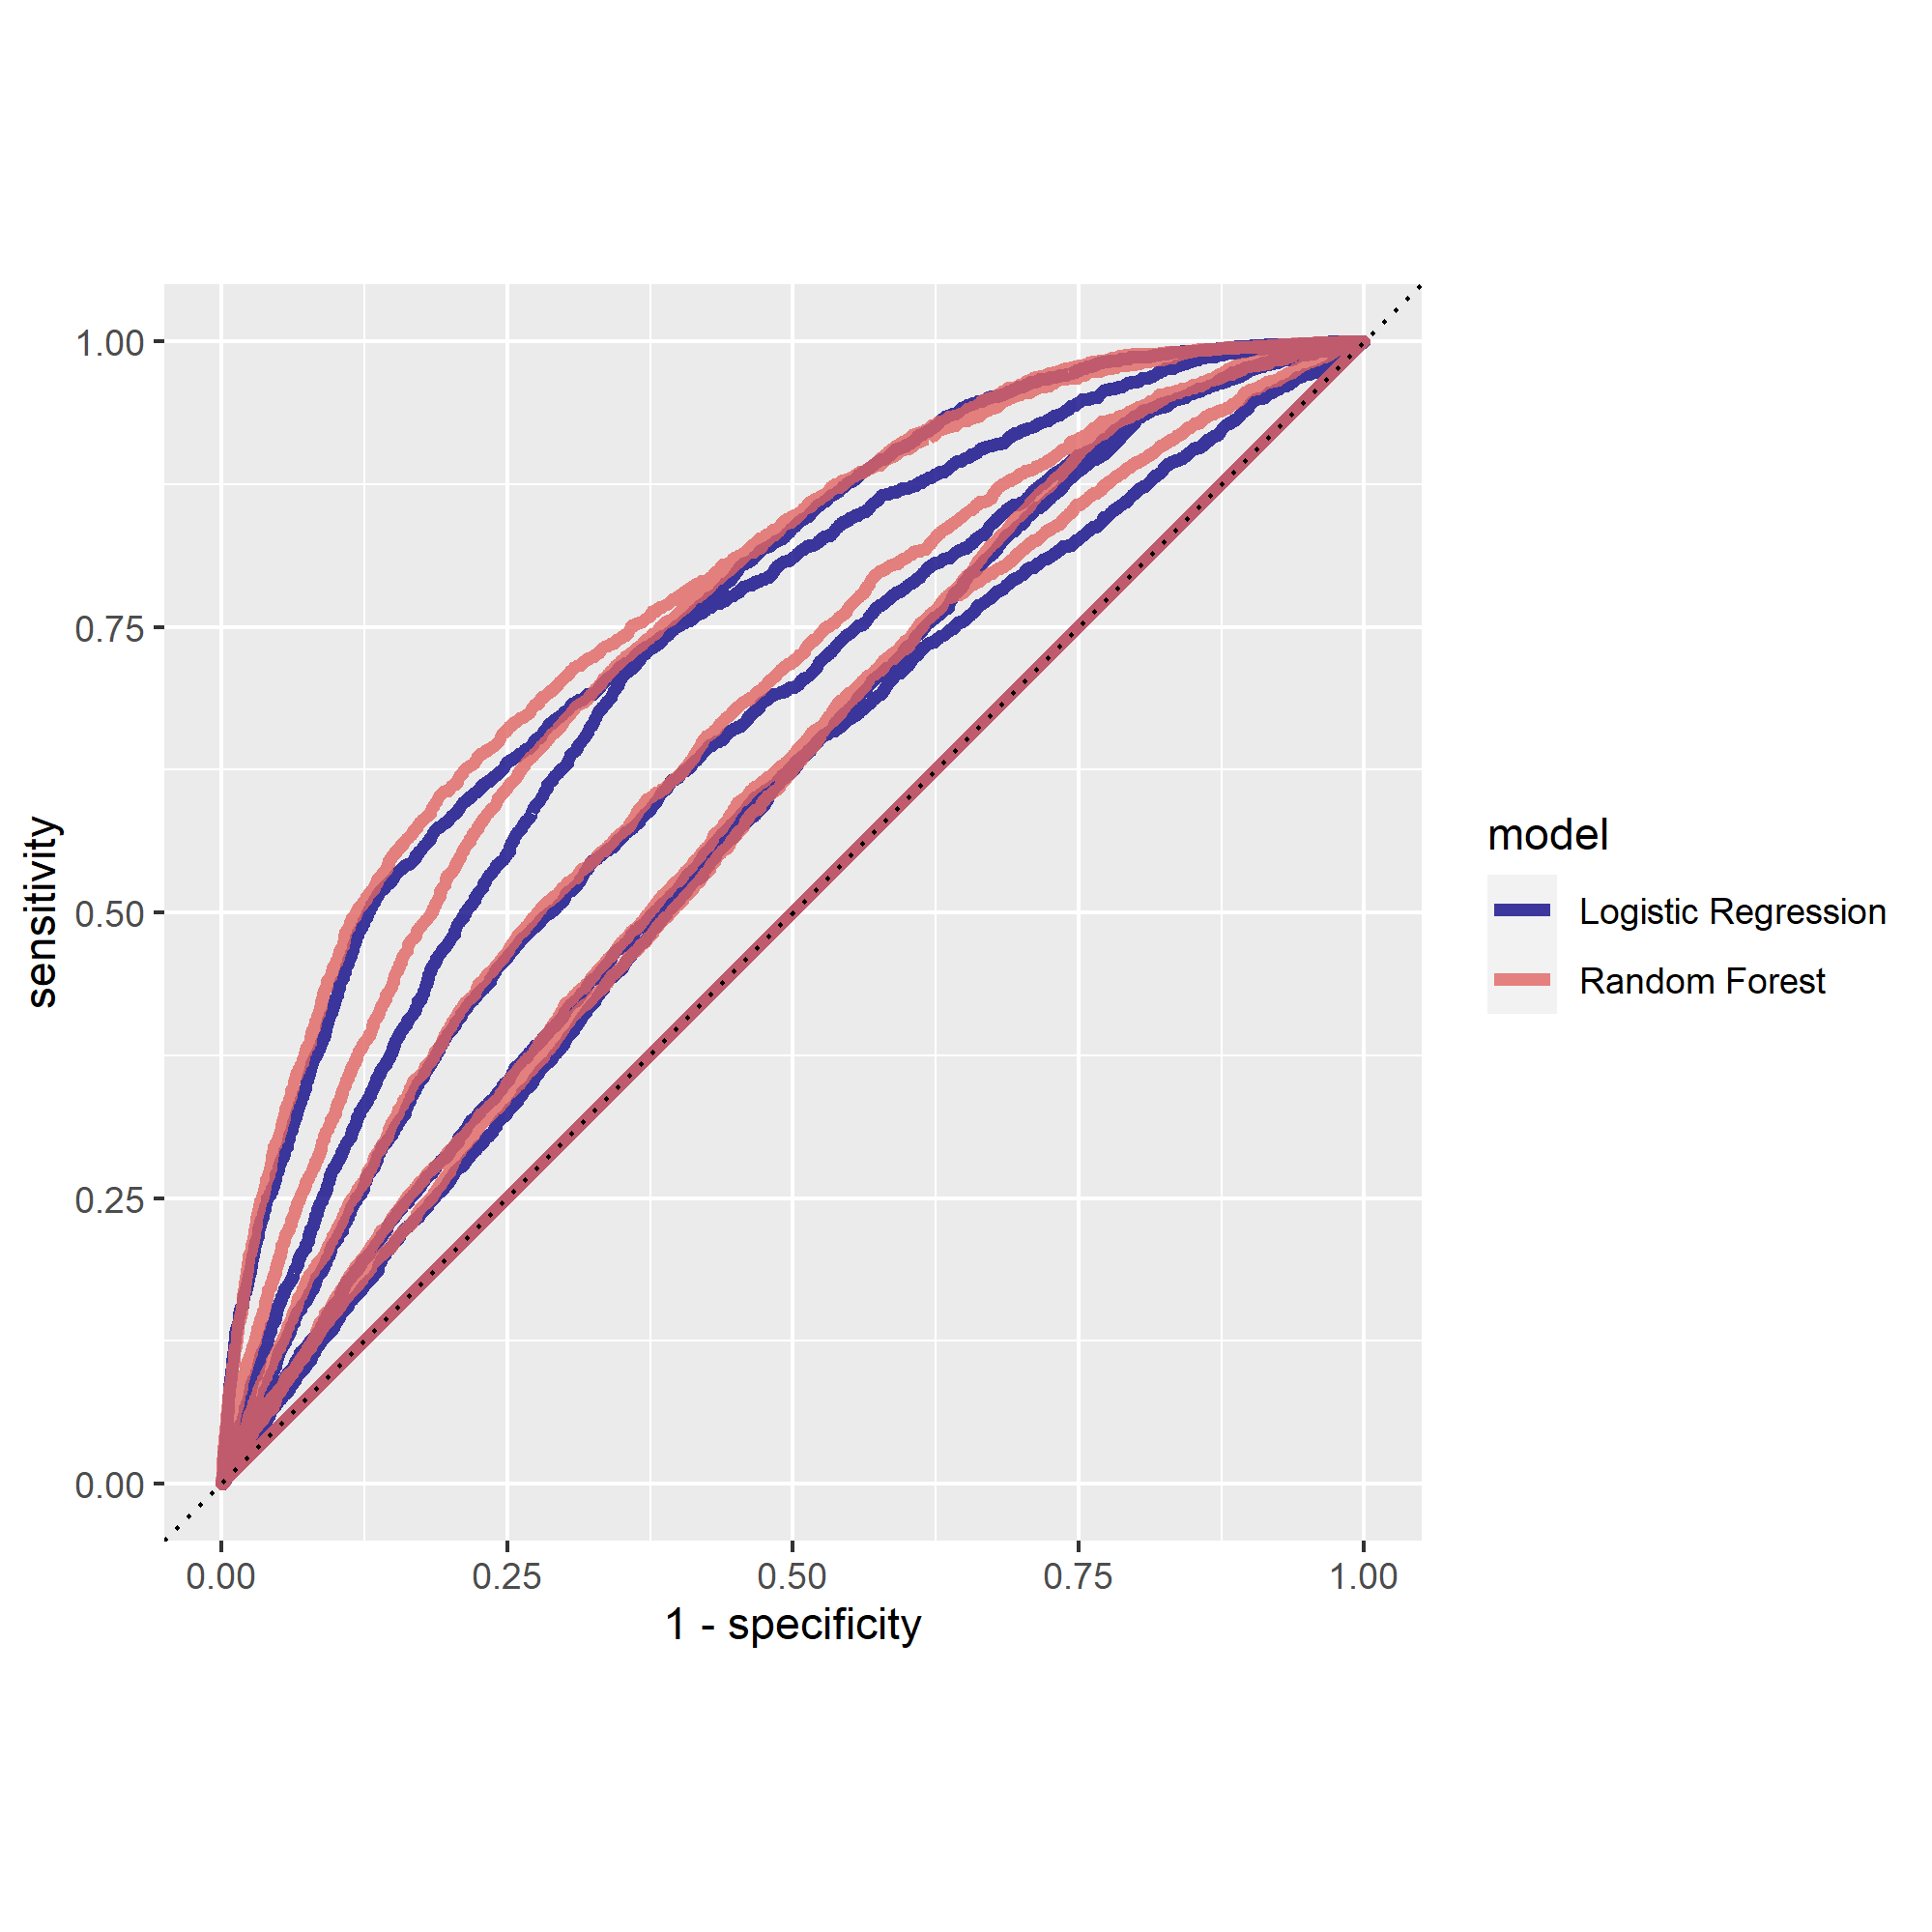 1.00
0.75
0.50
0.25
0.00
sensitivity
0.00 0.25 0.50 0.75 1.00
1 - specificity
model
Logistic Regression
Random Forest